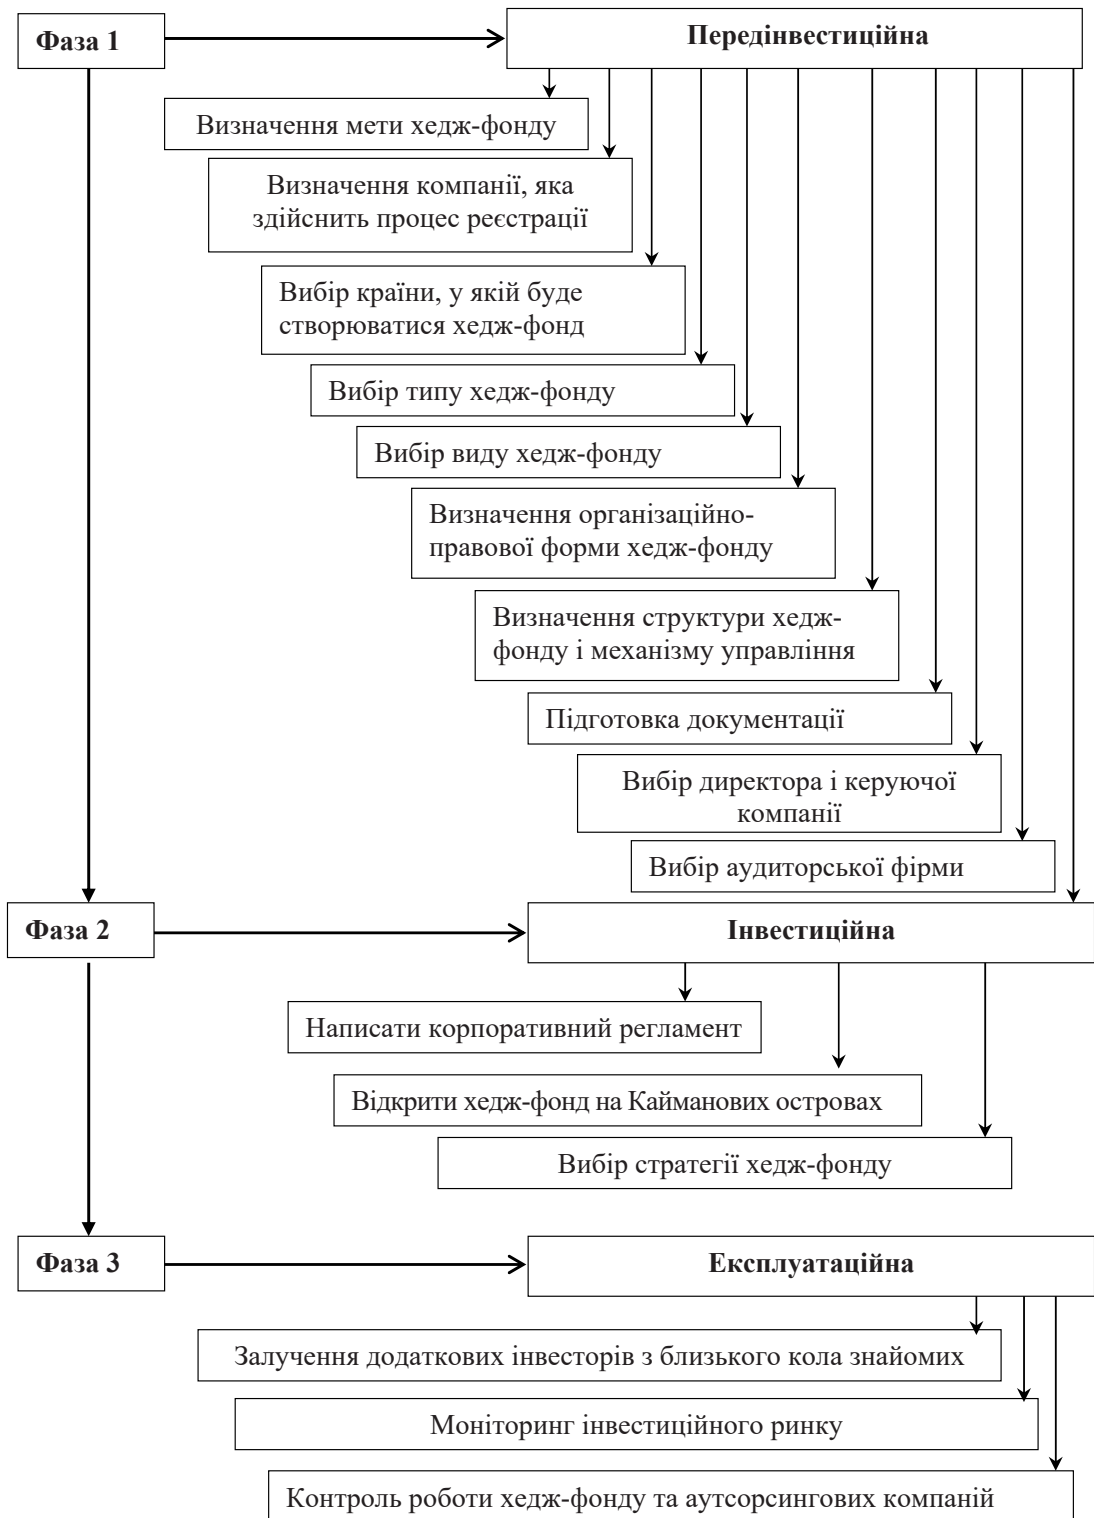 Фаза 1
Передінвестиційна
Визначення мети хедж-фонду
Визначення компанії, яка
здійснить процес реєстрації
Вибір країни, у якій буде
створюватися хедж-фонд
Вибір типу хедж-фонду
Вибір виду хедж-фонду
Визначення організаційно-
правової форми хедж-фонду
Визначення структури хедж-
фонду і механізму управління
Підготовка документації
Вибір директора і керуючої
компанії
Вибір аудиторської фірми
Фаза 2
Інвестиційна
Написати корпоративний регламент
Відкрити хедж-фонд на Кайманових островах
Вибір стратегії хедж-фонду
Фаза 3
Експлуатаційна
Залучення додаткових інвесторів з близького кола знайомих
Моніторинг інвестиційного ринку
Контроль роботи хедж-фонду та аутсорсингових компаній